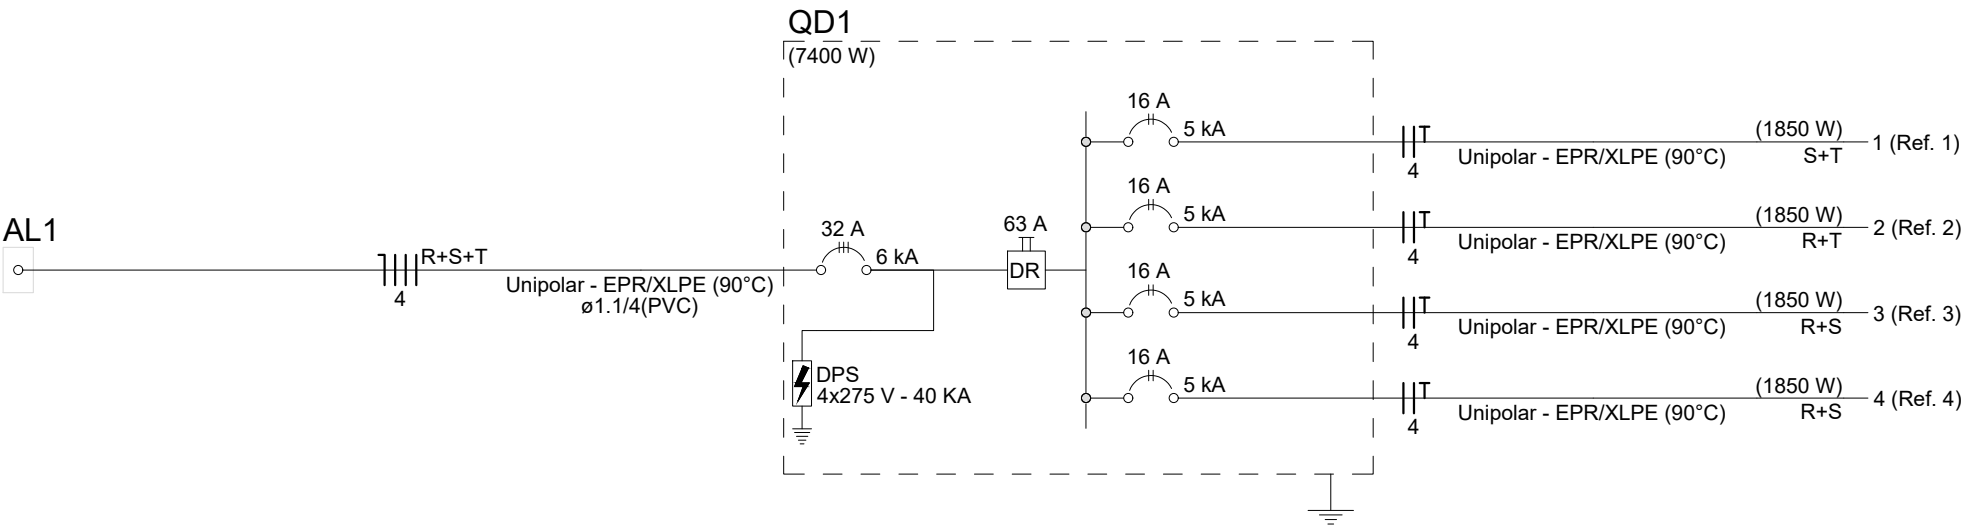 QD1
(7400 W)
16 A
5 kA
T
4
Unipolar - EPR/XLPE (90°C)
(1850 W)
S+T
1 (Ref. 1)
16 A
5 kA
T
4
Unipolar - EPR/XLPE (90°C)
(1850 W)
R+T
2 (Ref. 2)
AL1
R+S+T
4
Unipolar - EPR/XLPE (90°C)
ø1.1/4(PVC)
32 A
6 kA
63 A
DR
16 A
5 kA
T
4
Unipolar - EPR/XLPE (90°C)
(1850 W)
R+S
3 (Ref. 3)
16 A
5 kA
T
4
Unipolar - EPR/XLPE (90°C)
(1850 W)
R+S
4 (Ref. 4)
DPS
4x275 V - 40 KA